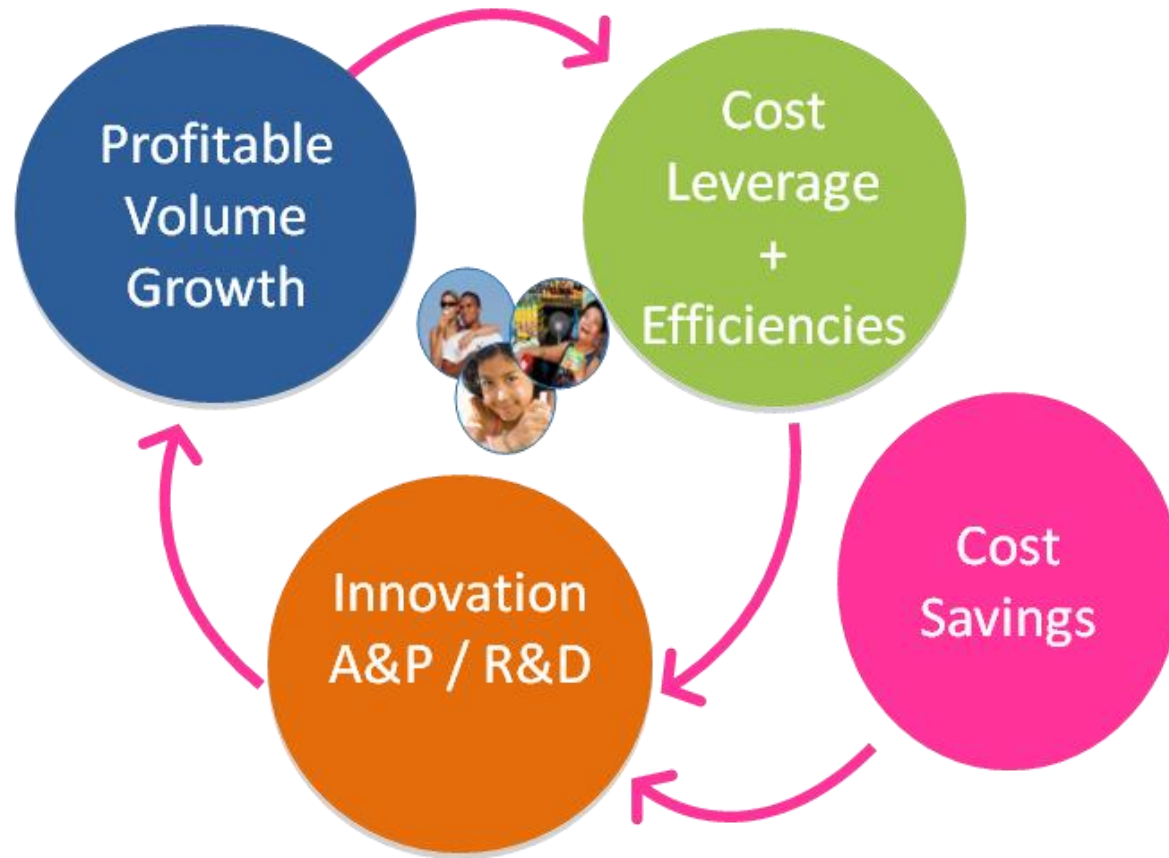 Profitable
Volume
Growth
Cost
Leverage
+
Efficiencies
Innovation
A&P / R&D
Cost
Savings